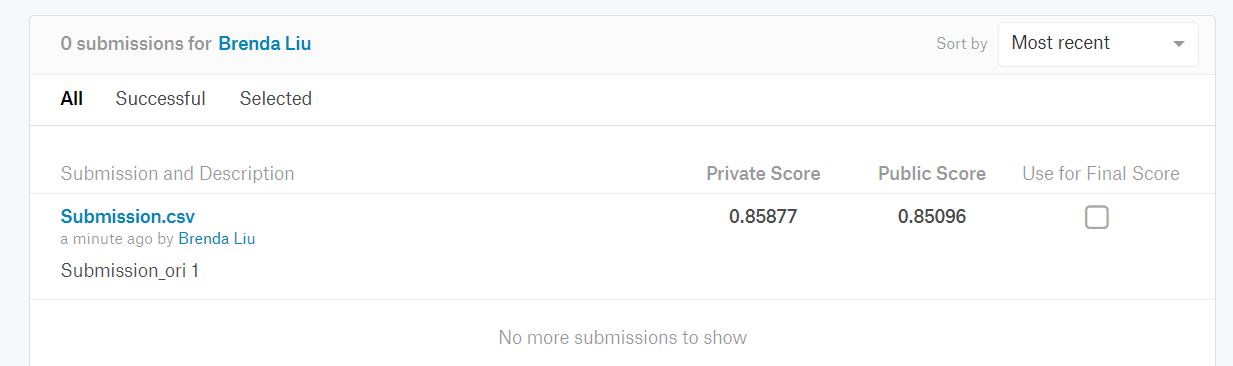 0 submissions for Brenda Liu Sort by Most recent
All Successful Selected
Submission and Description Private Score Public Score Use for Final Score
Submission.csv 0.85877 0.85096
a minute ago by Brenda Liu
Submission_ori 1
No more submissions to show